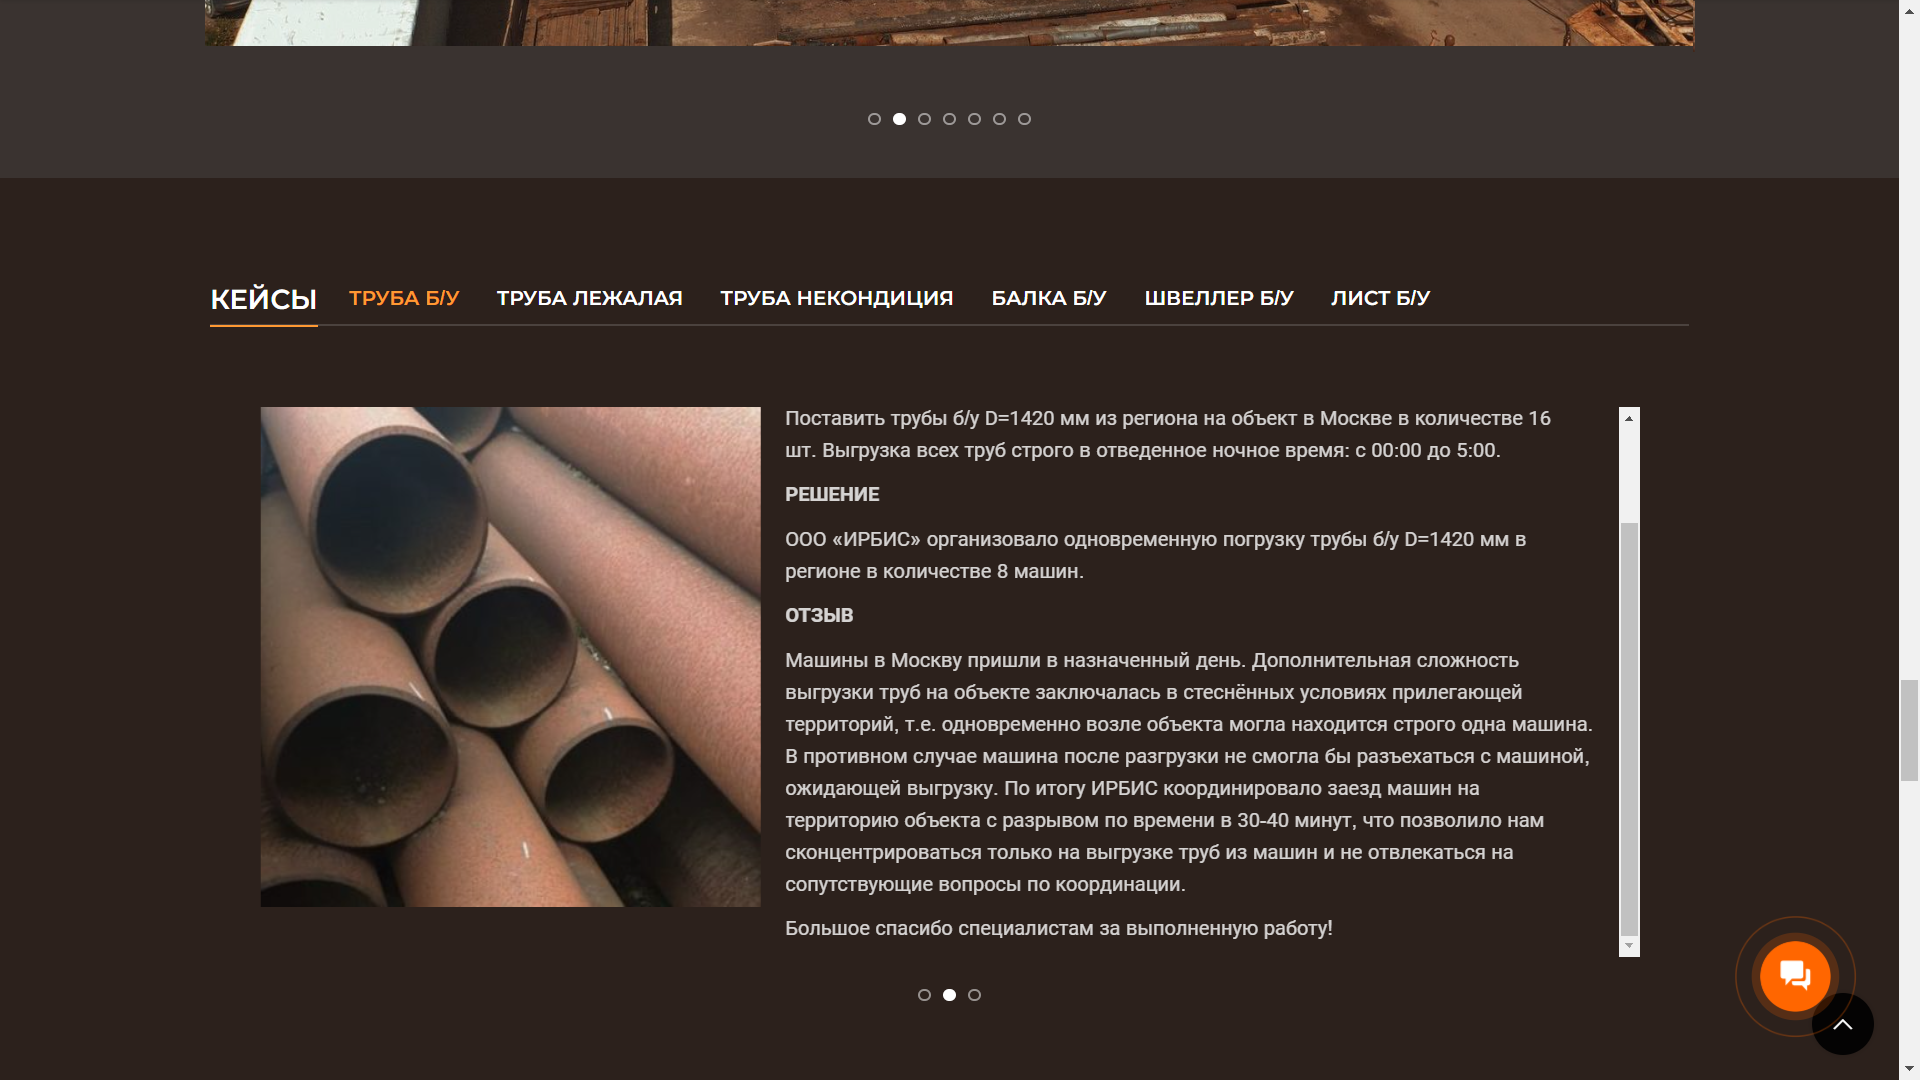 КЕЙСЫ ТРУБА Б/У ТРУБА ЛЕЖАЛАЯ ТРУБА НЕКОНДИЦИЯ БАЛКА Б/У ШВЕЛЛЕР Б/У ЛИСТ Б/У
Поставить трубы б/у D=1420 мм из региона на объект в Москве в количестве 16
шт. Выгрузка всех труб строго в отведенное ночное время: с 00:00 до 5:00.
РЕШЕНИЕ
ООО «ИРБИС» организовало одновременную погрузку трубы б/у D=1420 мм в
регионе в количестве 8 машин.
ОТЗЫВ
Машины в Москву пришли в назначенный день. Дополнительная сложность
выгрузки труб на объекте заключалась в стеснённых условиях прилегающей
территорий, т.е. одновременно возле объекта могла находится строго одна машина.
В противном случае машина после разгрузки не смогла бы разъехаться с машиной,
ожидающей выгрузку. По итогу ИРБИС координировало заезд машин на
территорию объекта с разрывом по времени в 30-40 минут, что позволило нам
сконцентрироваться только на выгрузке труб из машин и не отвлекаться на
сопутствующие вопросы по координации.
Большое спасибо специалистам за выполненную работу!